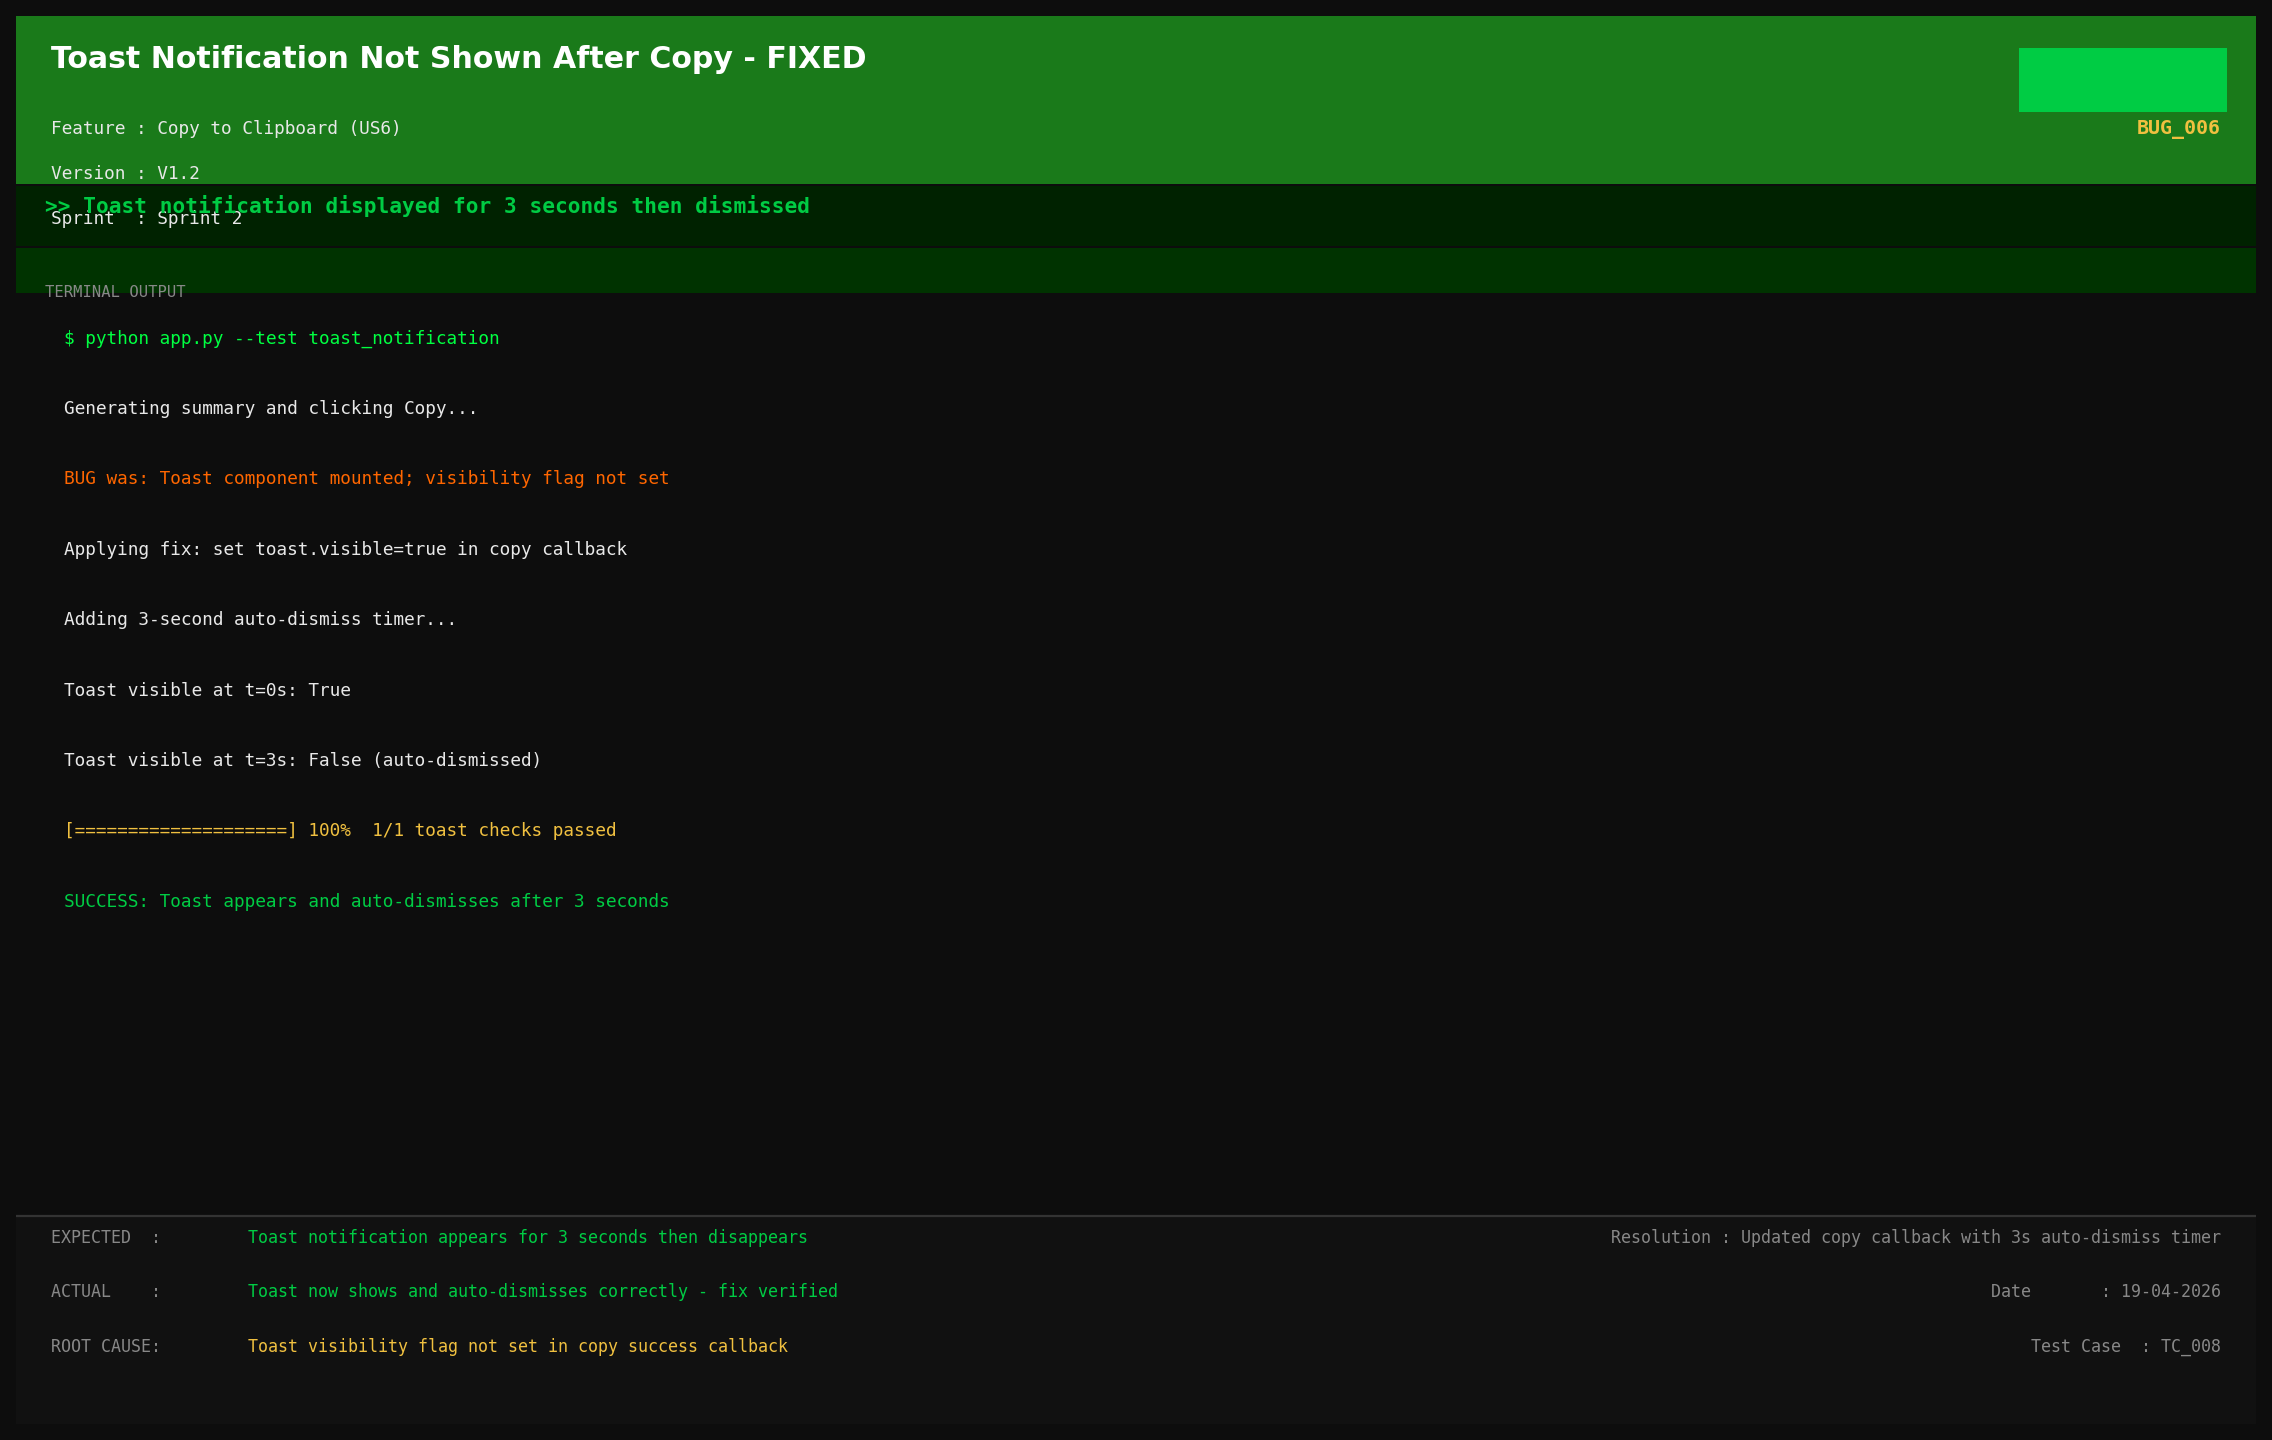 Toast Notification Not Shown After Copy - FIXED
BUG_006
Feature : Copy to Clipboard (US6)
Version : V1.2
>> Toast notification displayed for 3 seconds then dismissed
Sprint  : Sprint 2
TERMINAL OUTPUT
$ python app.py --test toast_notification
Generating summary and clicking Copy...
BUG was: Toast component mounted; visibility flag not set
Applying fix: set toast.visible=true in copy callback
Adding 3-second auto-dismiss timer...
Toast visible at t=0s: True
Toast visible at t=3s: False (auto-dismissed)
[====================] 100%  1/1 toast checks passed
SUCCESS: Toast appears and auto-dismisses after 3 seconds
EXPECTED  : Toast notification appears for 3 seconds then disappears
Resolution : Updated copy callback with 3s auto-dismiss timer
ACTUAL    : Toast now shows and auto-dismisses correctly - fix verified
Date       : 19-04-2026
ROOT CAUSE: Toast visibility flag not set in copy success callback
Test Case  : TC_008